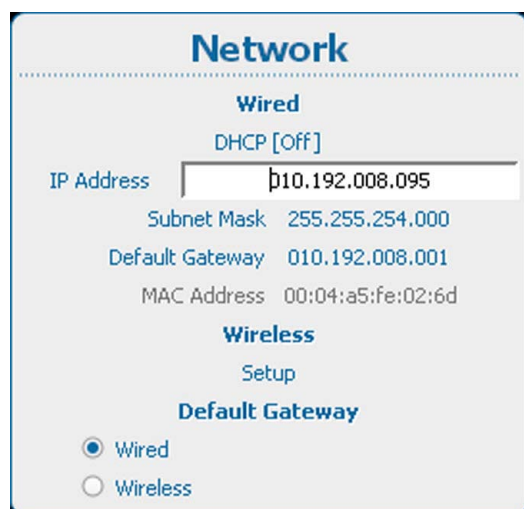 Network
Wired
DHCP [Off]
IP Address 010.192.008.095
Subnet Mask 255.255.254.000
Default Gateway 010.192.008.001
MAC Address 00:04:a5:fe:02:6d
Wireless
Setup
Default Gateway
Wired
Wireless